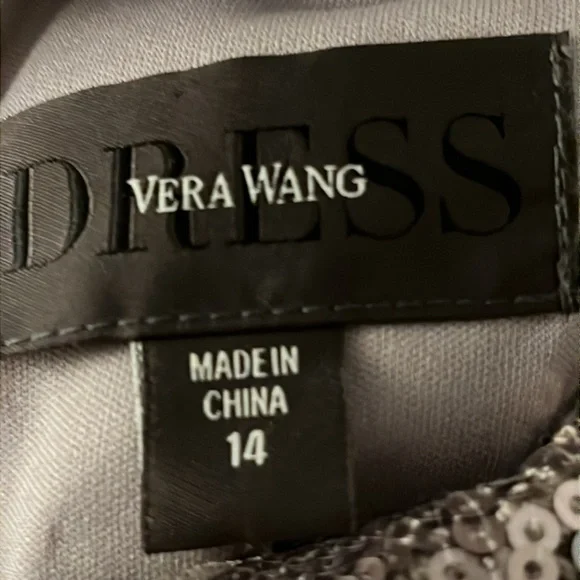 DRESS
VERA WANG
MADE IN
CHINA
14